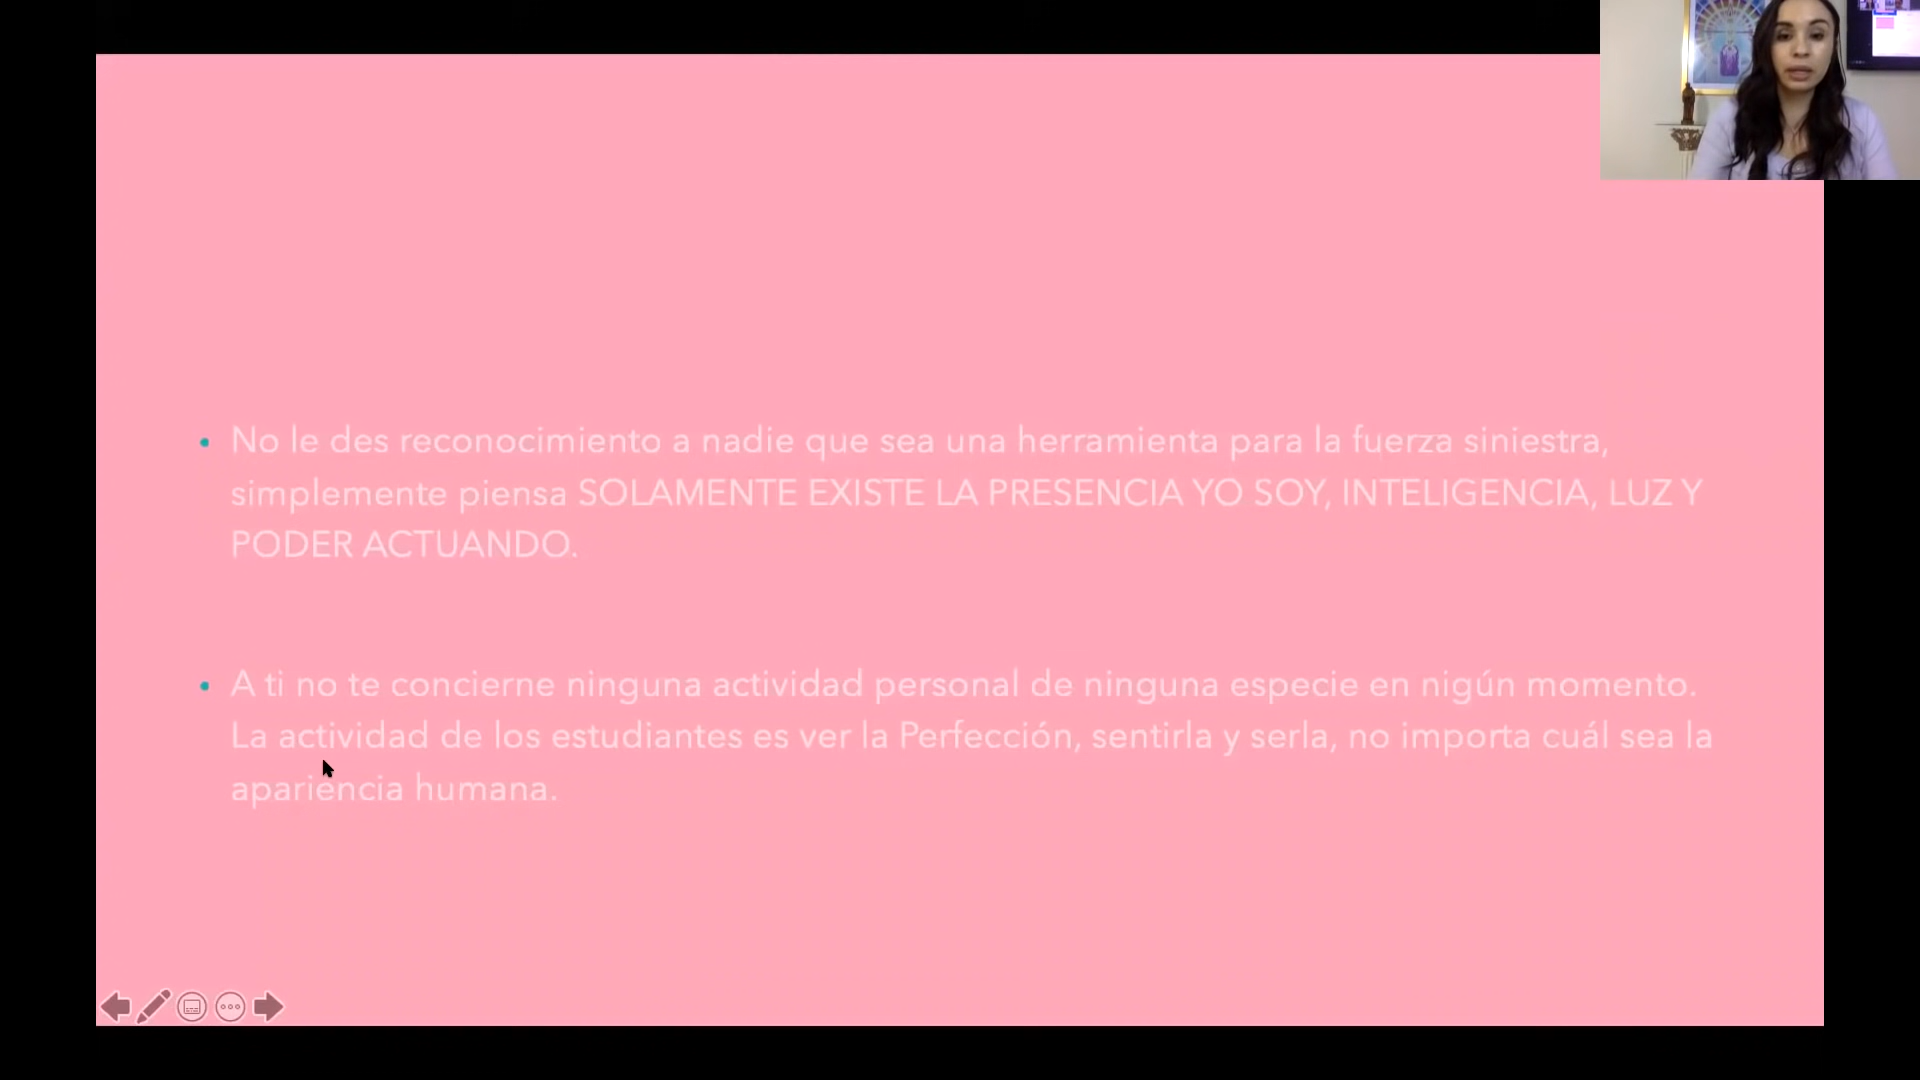 No le des reconocimiento a nadie que sea una herramienta para la fuerza siniestra,
simplemente piensa SOLAMENTE EXISTE LA PRESENCIA YO SOY, INTELIGENCIA, LUZ Y
PODER ACTUANDO.
A ti no te concierne ninguna actividad personal de ninguna especie en nigún momento.
La actividad de los estudiantes es ver la Perfección, sentirla y serla, no importa cuál sea la
apariencia humana.